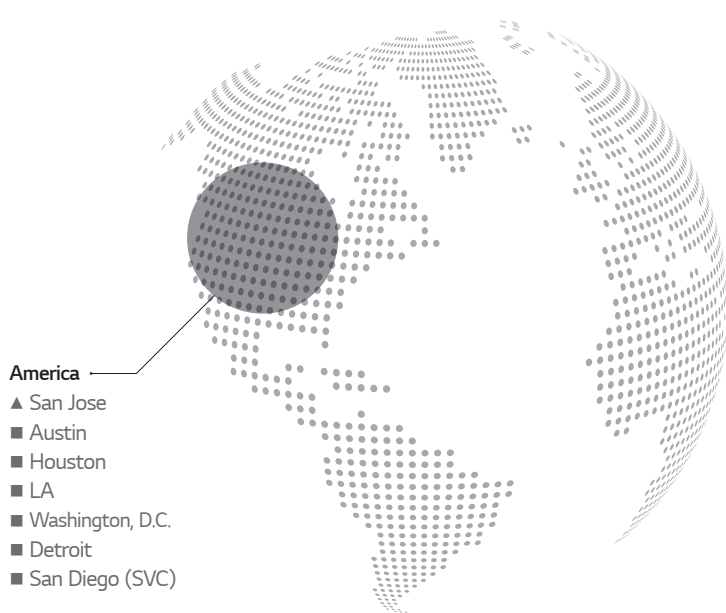 America
▲ San Jose
■ Austin
■ Houston
■ LA
■ Washington, D.C.
■ Detroit
■ San Diego (SVC)